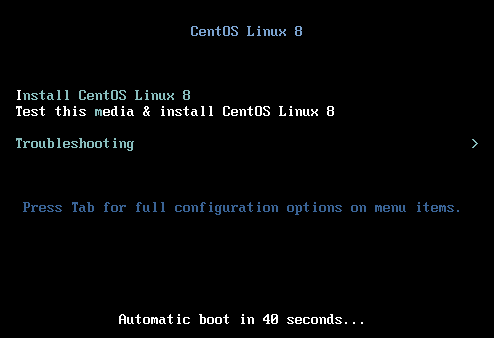 CentOS Linux 8
Install CentOS Linux 8
Test this media & install CentOS Linux 8
Troubleshooting >
Press Tab for full configuration options on menu items.
Automatic boot in 40 seconds...